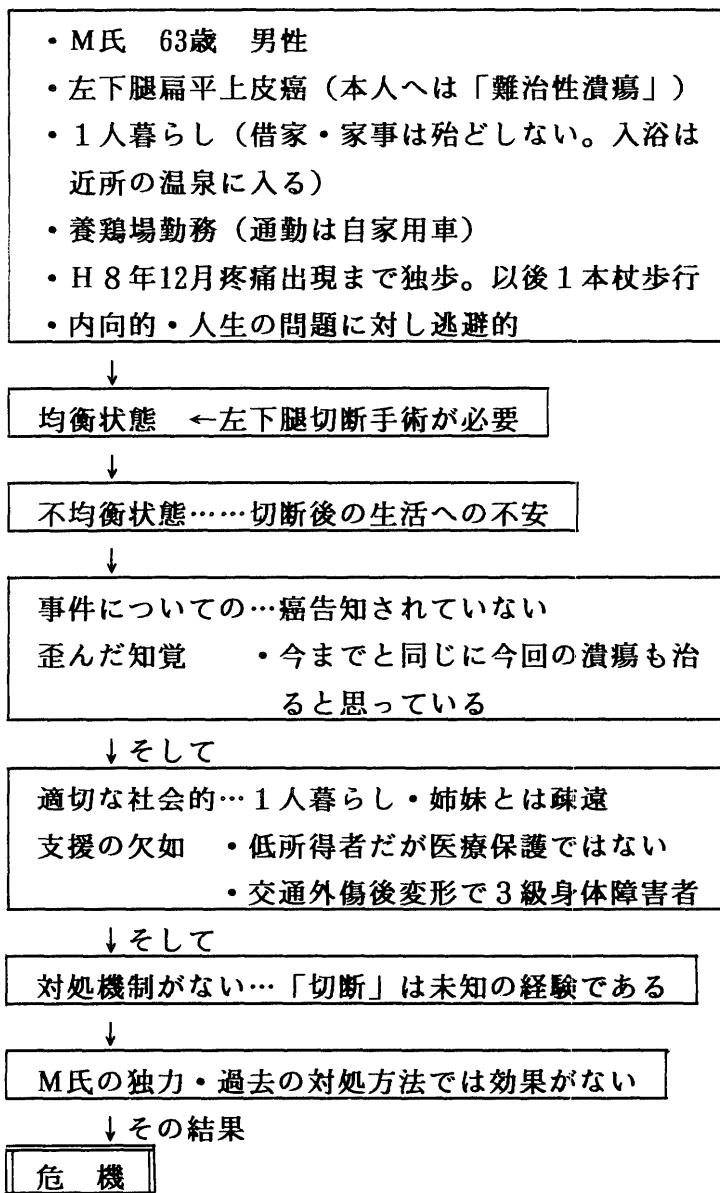 ・M氏　63歳　男性
・左下腿扁平上皮癌（本人へは「難治性潰瘍」）
・１人暮らし（借家・家事は殆どしない。入浴は
近所の温泉に入る）
・養鶏場勤務（通勤は自家用車）
・H８年12月疼痛出現まで独歩。以後１本杖歩行
・内向的・人生の問題に対し逃避的
↓
均衡状態　←左下腿切断手術が必要
↓
不均衡状態……切断後の生活への不安
↓
事件についての…癌告知されていない
歪んだ知覚　・今までと同じに今回の潰瘍も治
ると思っている
↓そして
適切な社会的…１人暮らし・姉妹とは疎遠
支援の欠如　・低所得者だが医療保護ではない
・交通外傷後変形で３級身体障害者
↓そして
対処機制がない…「切断」は未知の経験である
↓
M氏の独力・過去の対処方法では効果がない
↓その結果
危　機